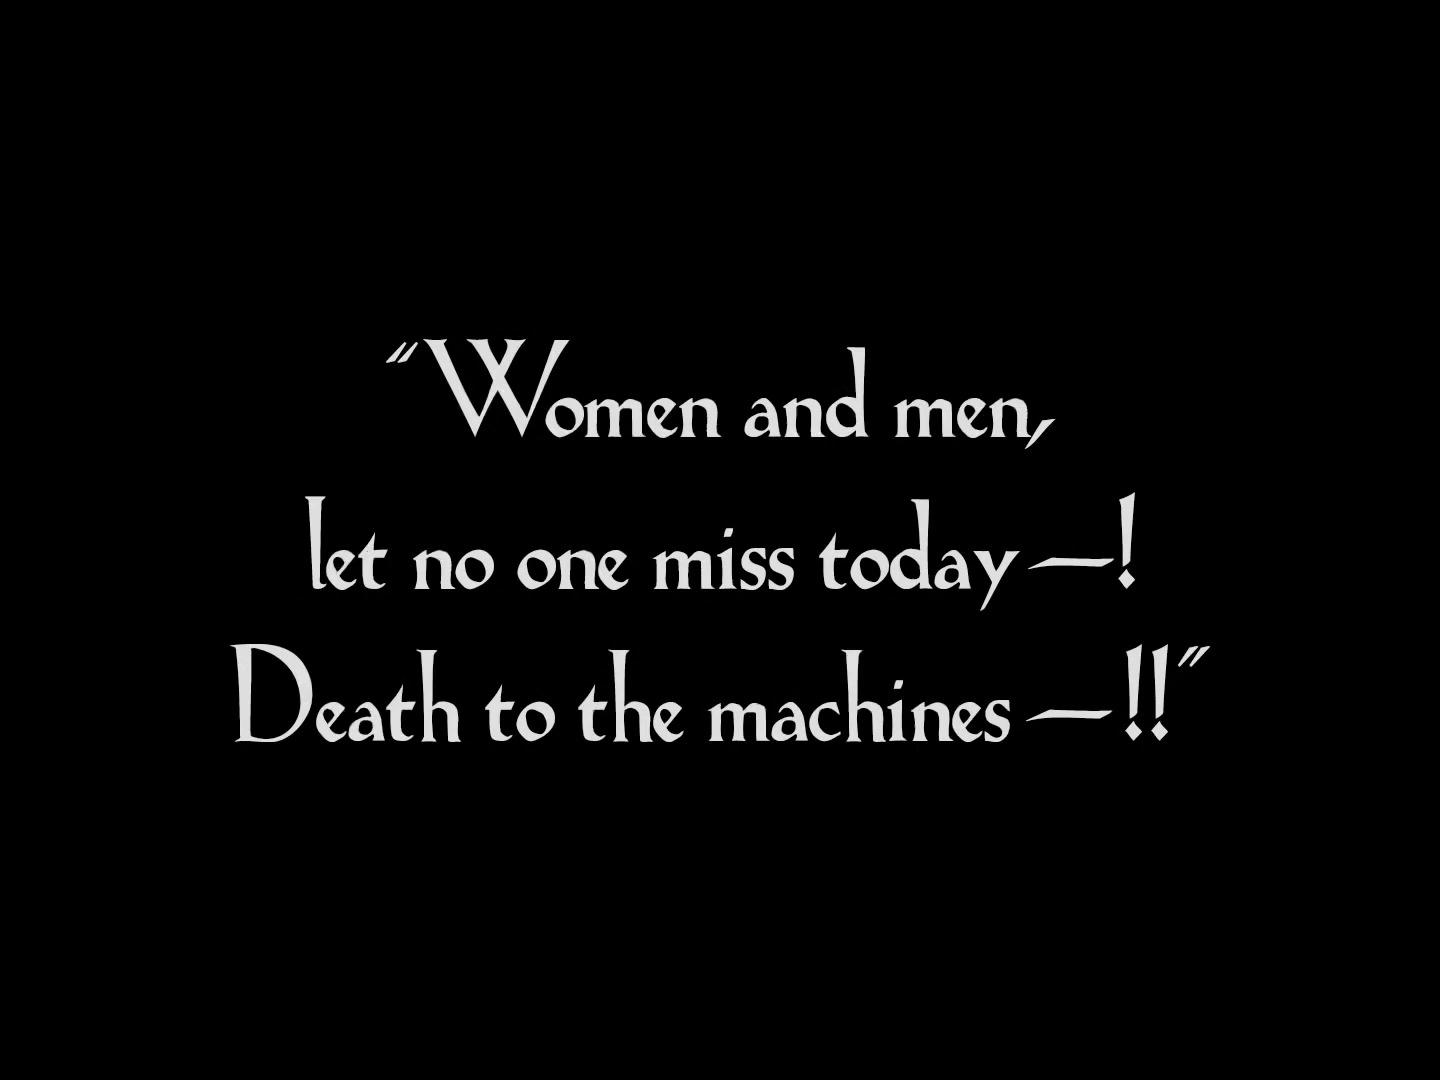 "Women and men,
let no one miss today—!
Death to the machines—!!"